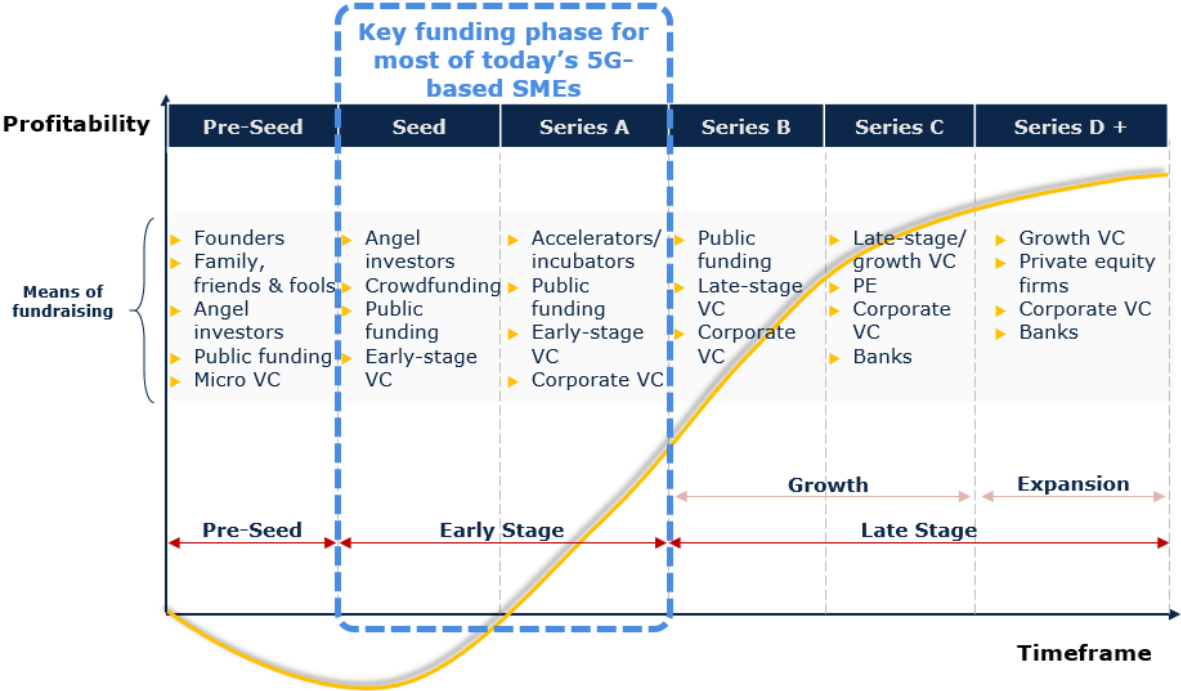 Key funding phase for
most of today’s 5G-
based SMEs
Profitability
Pre-Seed
Seed
Series A
Series B
Series C
Series D +
Means of
fundraising
Founders
Family,
friends & fools
Angel
investors
Public funding
Micro VC
Angel
investors
Crowdfunding
Public
funding
Early-stage
VC
Accelerators/
incubators
Public
funding
Early-stage
VC
Corporate VC
Public
funding
Late-stage
VC
Corporate
VC
Late-stage/
growth VC
PE
Corporate
VC
Banks
Growth VC
Private equity
firms
Corporate VC
Banks
Growth
Expansion
Pre-Seed
Early Stage
Late Stage
Timeframe